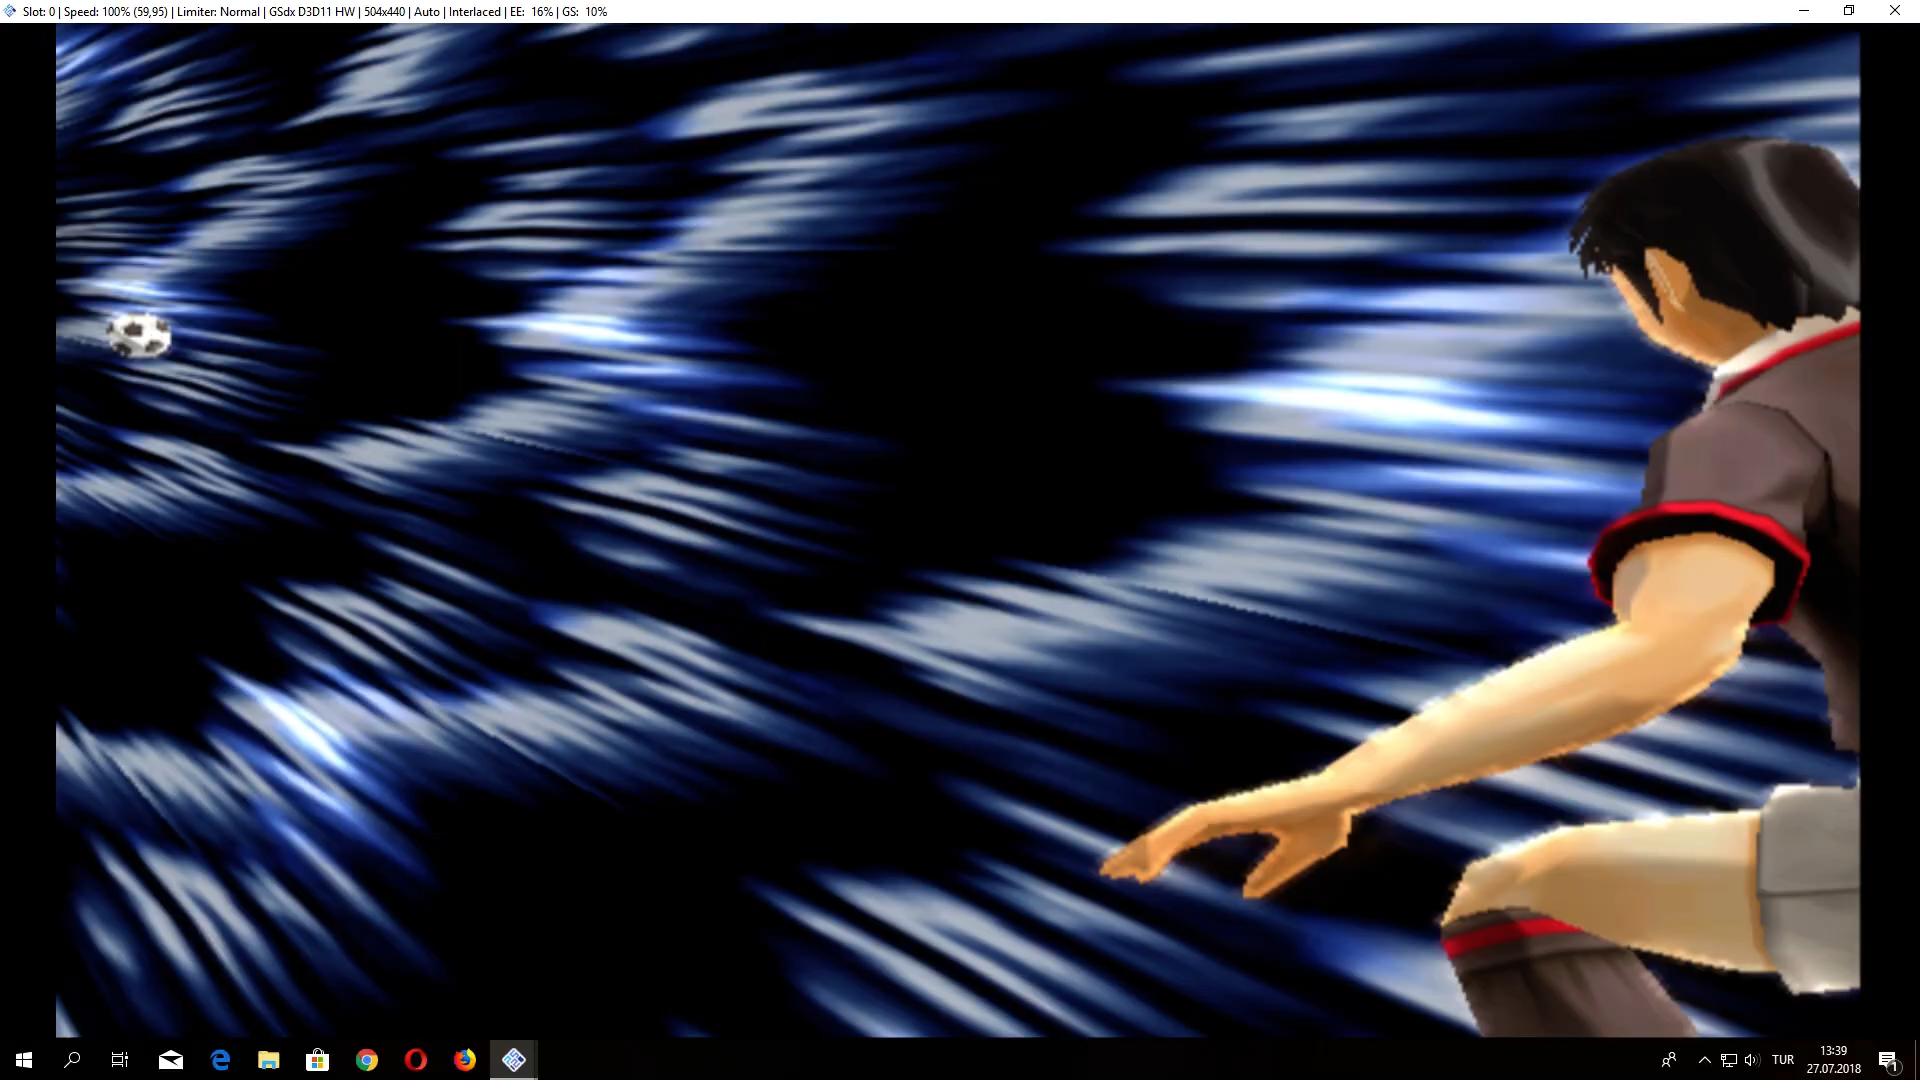 Slot: 0 | Speed: 100% (59,95) | Limiter: Normal | GSdx D3D11 HW | 504x440 | Auto | Interlaced | EE: 16% | GS: 10%
TUR
13:39
27.07.2018
1